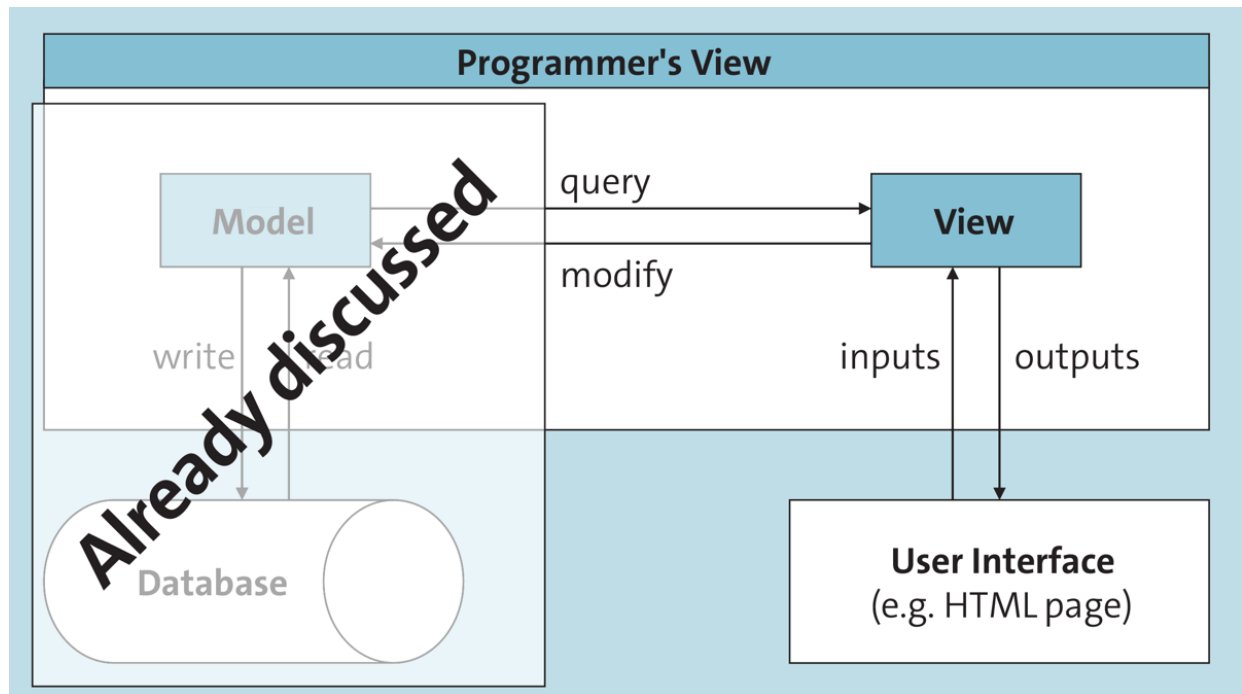 Programmer's View
Already discussed
Model
query
View
modify
write
read
inputs
outputs
Database
User Interface
(e.g. HTML page)